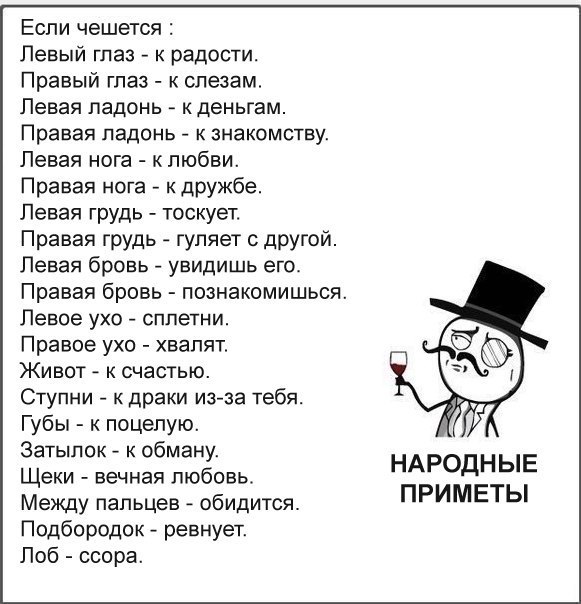 Если чешется :
Левый глаз - к радости.
Правый глаз - к слезам.
Левая ладонь - к деньгам.
Правая ладонь - к знакомству.
Левая нога - к любви.
Правая нога - к дружбе.
Левая грудь - тоскует.
Правая грудь - гуляет с другой.
Левая бровь - увидишь его.
Правая бровь - познакомишься.
Левое ухо - сплетни.
Правое ухо - хвалят.
Живот - к счастью.
Ступни - к драки из-за тебя.
Губы - к поцелую.
Затылок - к обману.
Щеки - вечная любовь.
Между пальцев - обидится.
Подбородок - ревнует.
Лоб - ссора.
НАРОДНЫЕ
ПРИМЕТЫ